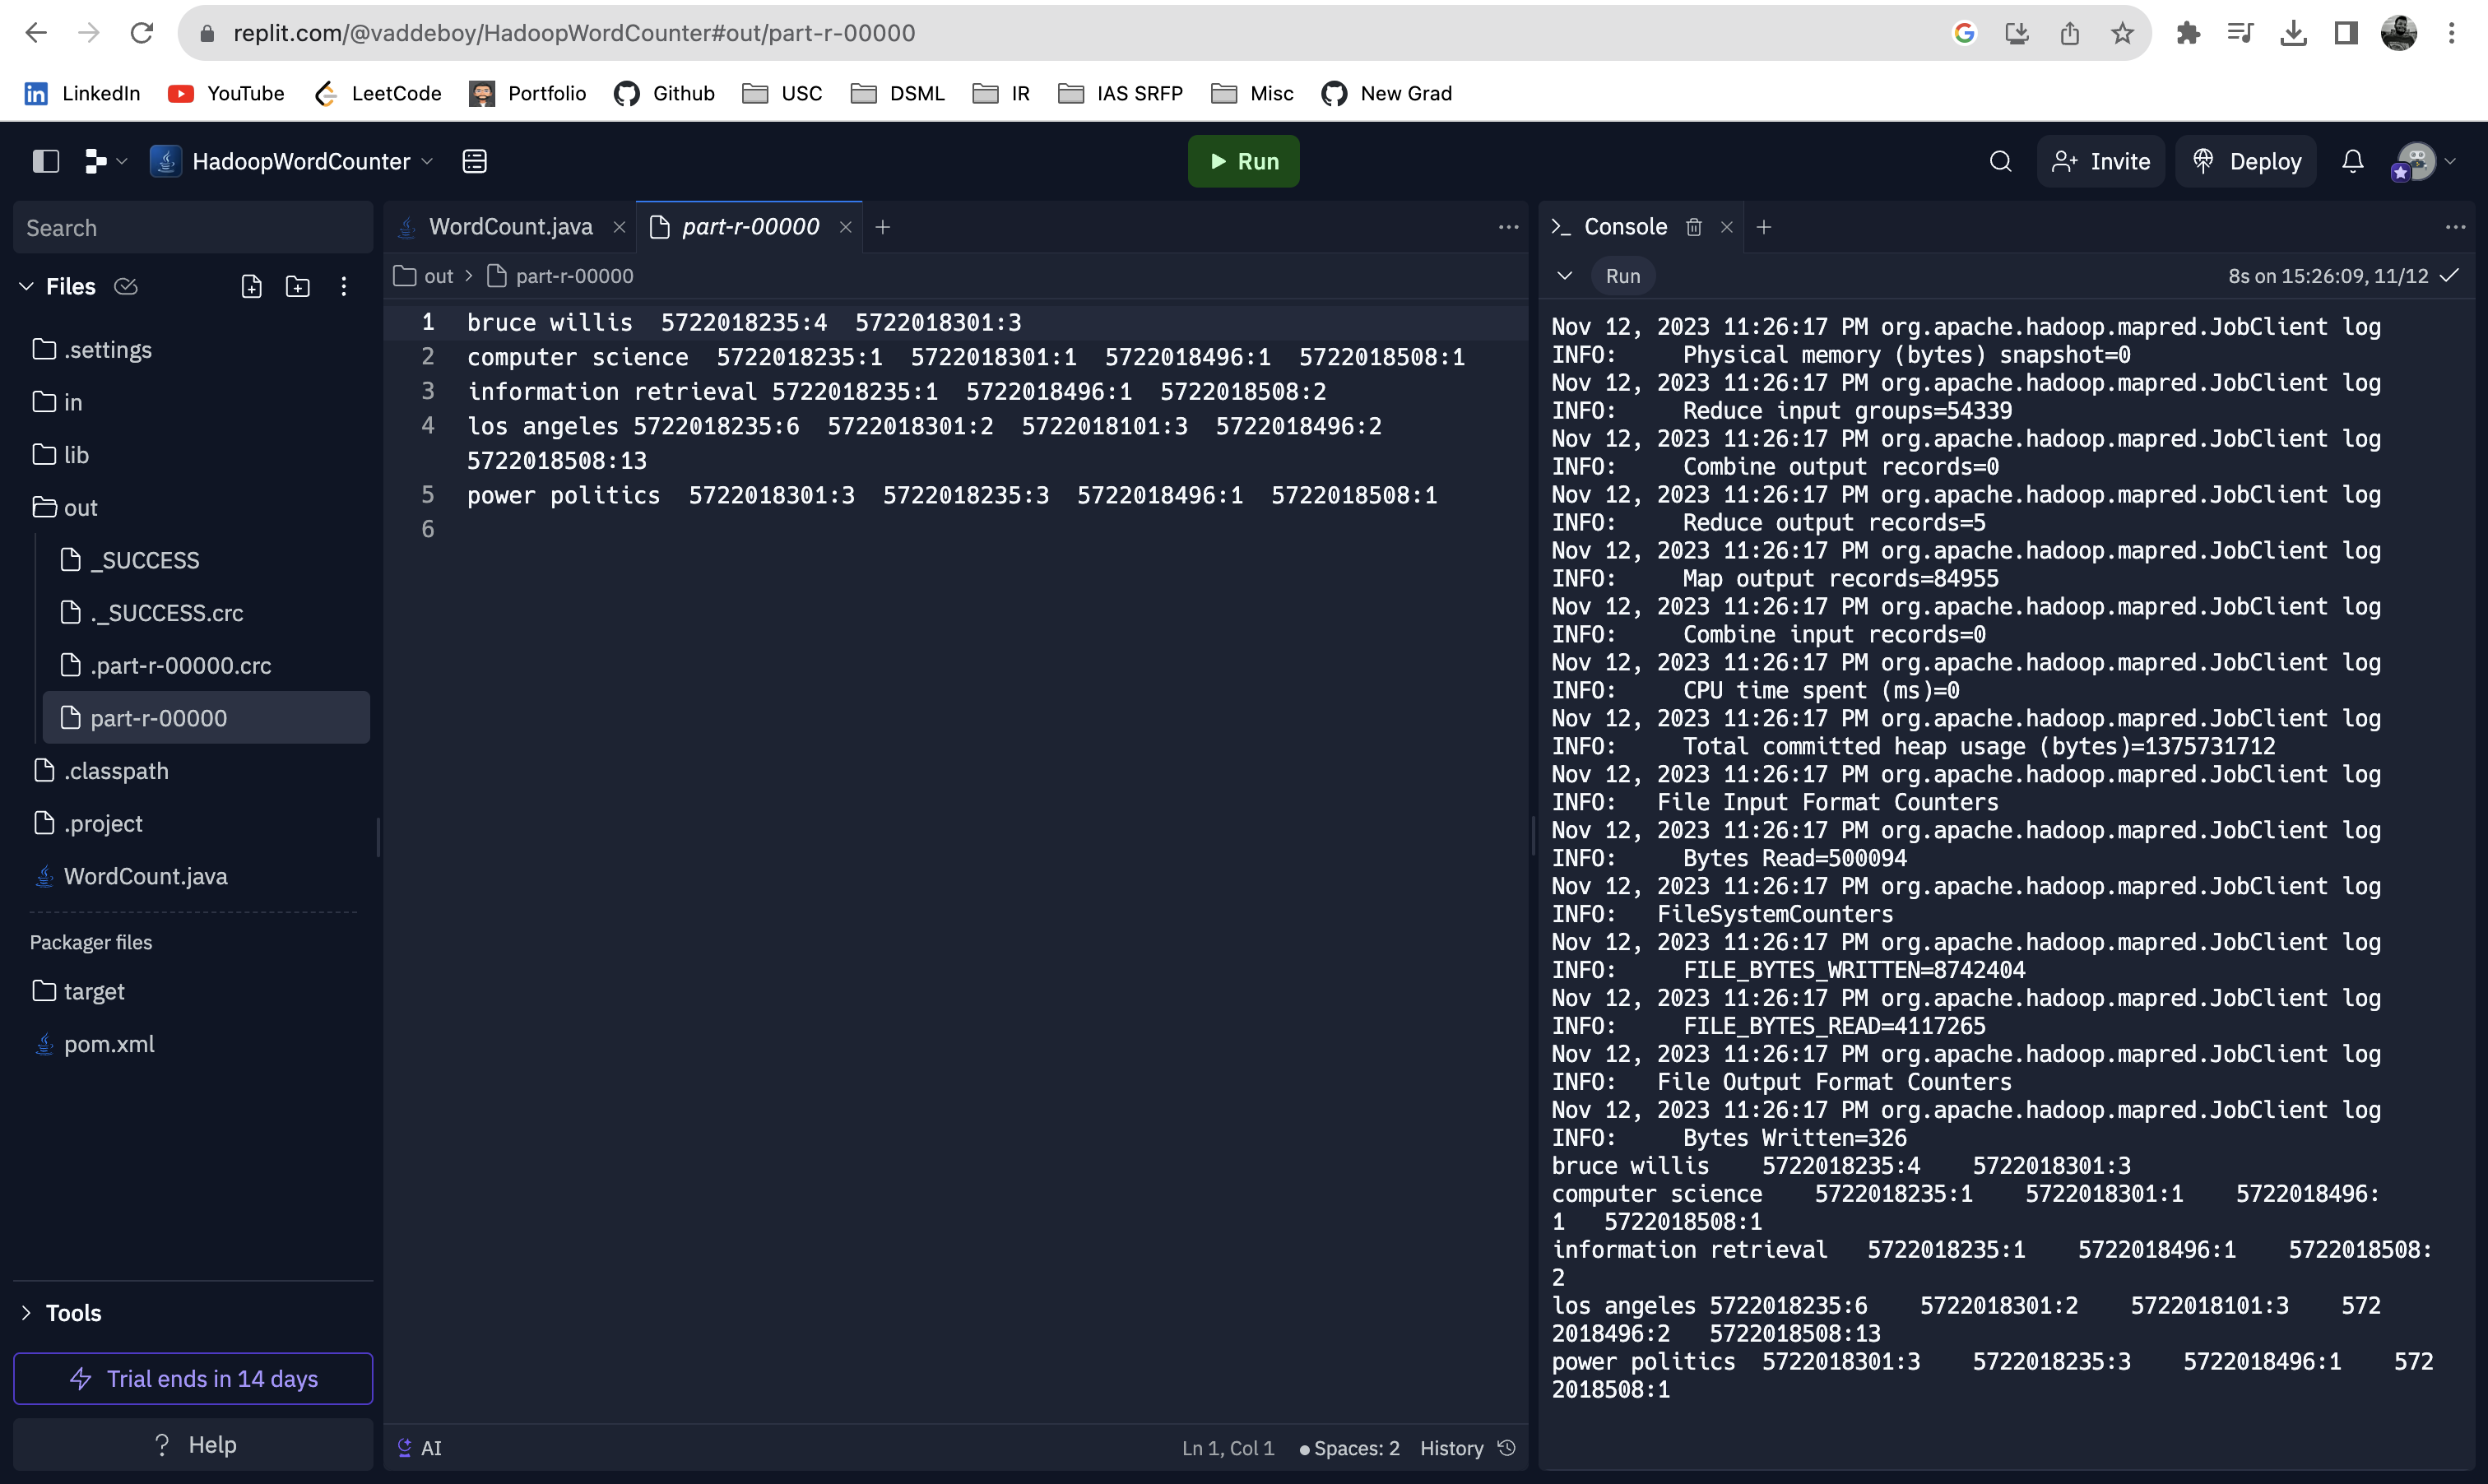 replit.com/@vaddeboy/HadoopWordCounter#out/part-r-00000
LinkedIn YouTube LeetCode Portfolio Github USC DSML IR IAS SRFP Misc New Grad
HadoopWordCounter Run Invite Deploy
Search
Files
.settings
in
lib
out
_SUCCESS
._SUCCESS.crc
.part-r-00000.crc
part-r-00000
.classpath
.project
WordCount.java
Packager files
target
pom.xml
Tools
Trial ends in 14 days
? Help
WordCount.java part-r-00000
out > part-r-00000
1 bruce willis 5722018235:4 5722018301:3
2 computer science 5722018235:1 5722018301:1 5722018496:1 5722018508:1
3 information retrieval 5722018235:1 5722018496:1 5722018508:2
4 los angeles 5722018235:6 5722018301:2 5722018101:3 5722018496:2
5722018508:13
5 power politics 5722018301:3 5722018235:3 5722018496:1 5722018508:1
6
AI Ln 1, Col 1 Spaces: 2 History
>_ Console
Run 8s on 15:26:09, 11/12
Nov 12, 2023 11:26:17 PM org.apache.hadoop.mapred.JobClient log
INFO: Physical memory (bytes) snapshot=0
Nov 12, 2023 11:26:17 PM org.apache.hadoop.mapred.JobClient log
INFO: Reduce input groups=54339
Nov 12, 2023 11:26:17 PM org.apache.hadoop.mapred.JobClient log
INFO: Combine output records=0
Nov 12, 2023 11:26:17 PM org.apache.hadoop.mapred.JobClient log
INFO: Reduce output records=5
Nov 12, 2023 11:26:17 PM org.apache.hadoop.mapred.JobClient log
INFO: Map output records=84955
Nov 12, 2023 11:26:17 PM org.apache.hadoop.mapred.JobClient log
INFO: Combine input records=0
Nov 12, 2023 11:26:17 PM org.apache.hadoop.mapred.JobClient log
INFO: CPU time spent (ms)=0
Nov 12, 2023 11:26:17 PM org.apache.hadoop.mapred.JobClient log
INFO: Total committed heap usage (bytes)=1375731712
Nov 12, 2023 11:26:17 PM org.apache.hadoop.mapred.JobClient log
INFO: File Input Format Counters
Nov 12, 2023 11:26:17 PM org.apache.hadoop.mapred.JobClient log
INFO: Bytes Read=500094
Nov 12, 2023 11:26:17 PM org.apache.hadoop.mapred.JobClient log
INFO: FileSystemCounters
Nov 12, 2023 11:26:17 PM org.apache.hadoop.mapred.JobClient log
INFO: FILE_BYTES_WRITTEN=8742404
Nov 12, 2023 11:26:17 PM org.apache.hadoop.mapred.JobClient log
INFO: FILE_BYTES_READ=4117265
Nov 12, 2023 11:26:17 PM org.apache.hadoop.mapred.JobClient log
INFO: File Output Format Counters
Nov 12, 2023 11:26:17 PM org.apache.hadoop.mapred.JobClient log
INFO: Bytes Written=326
bruce willis 5722018235:4 5722018301:3
computer science 5722018235:1 5722018301:1 5722018496:
1 5722018508:1
information retrieval 5722018235:1 5722018496:1 5722018508:
2
los angeles 5722018235:6 5722018301:2 5722018101:3 572
2018496:2 5722018508:13
power politics 5722018301:3 5722018235:3 5722018496:1 572
2018508:1